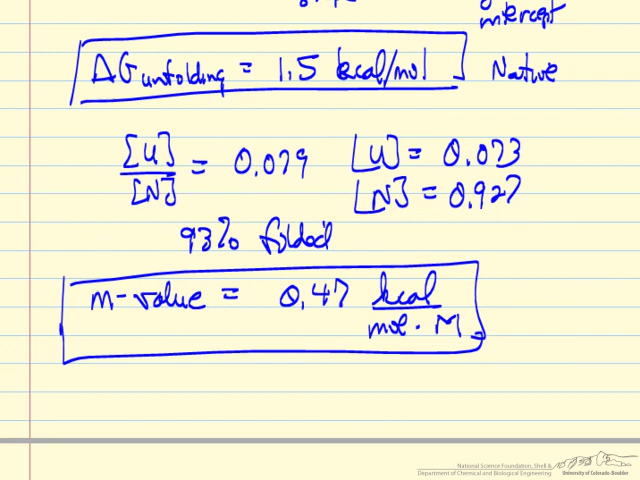 intercept
ΔG unfolding = 1.5 kcal/mol Native
[U]/[N] = 0.079 [U] = 0.073
[N] = 0.927
93% folded
m-value = 0.47 kcal/mol · M
National Science Foundation, Shell &
Department of Chemical and Biological Engineering
University of Colorado-Boulder